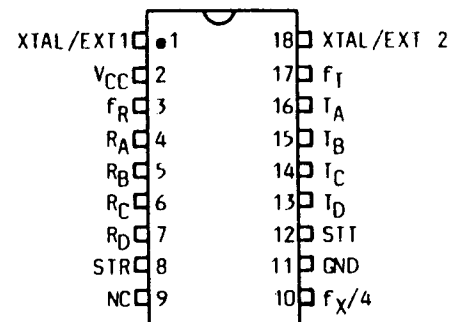 XTAL/EXT1 1 18 XTAL/EXT 2
VCC 2 17 fT
fR 3 16 TA
RA 4 15 TB
RB 5 14 TC
RC 6 13 TD
RD 7 12 STT
STR 8 11 GND
NC 9 10 fX/4